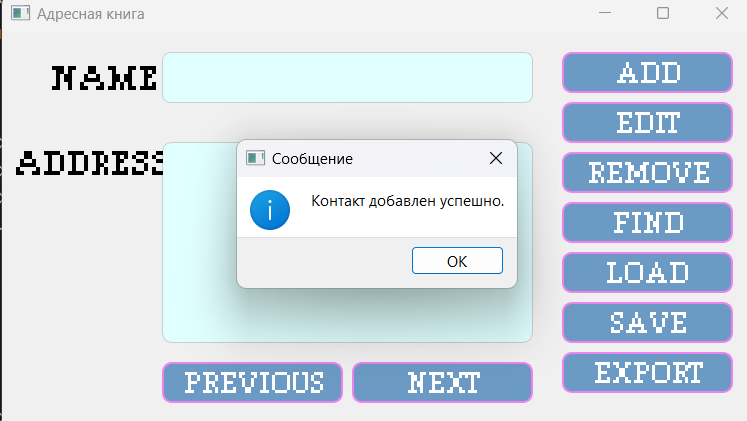 Адресная книга
NAME
ADD
EDIT
ADDRESS
Сообщение
REMOVE
Контакт добавлен успешно.
FIND
OK
LOAD
SAVE
PREVIOUS
NEXT
EXPORT